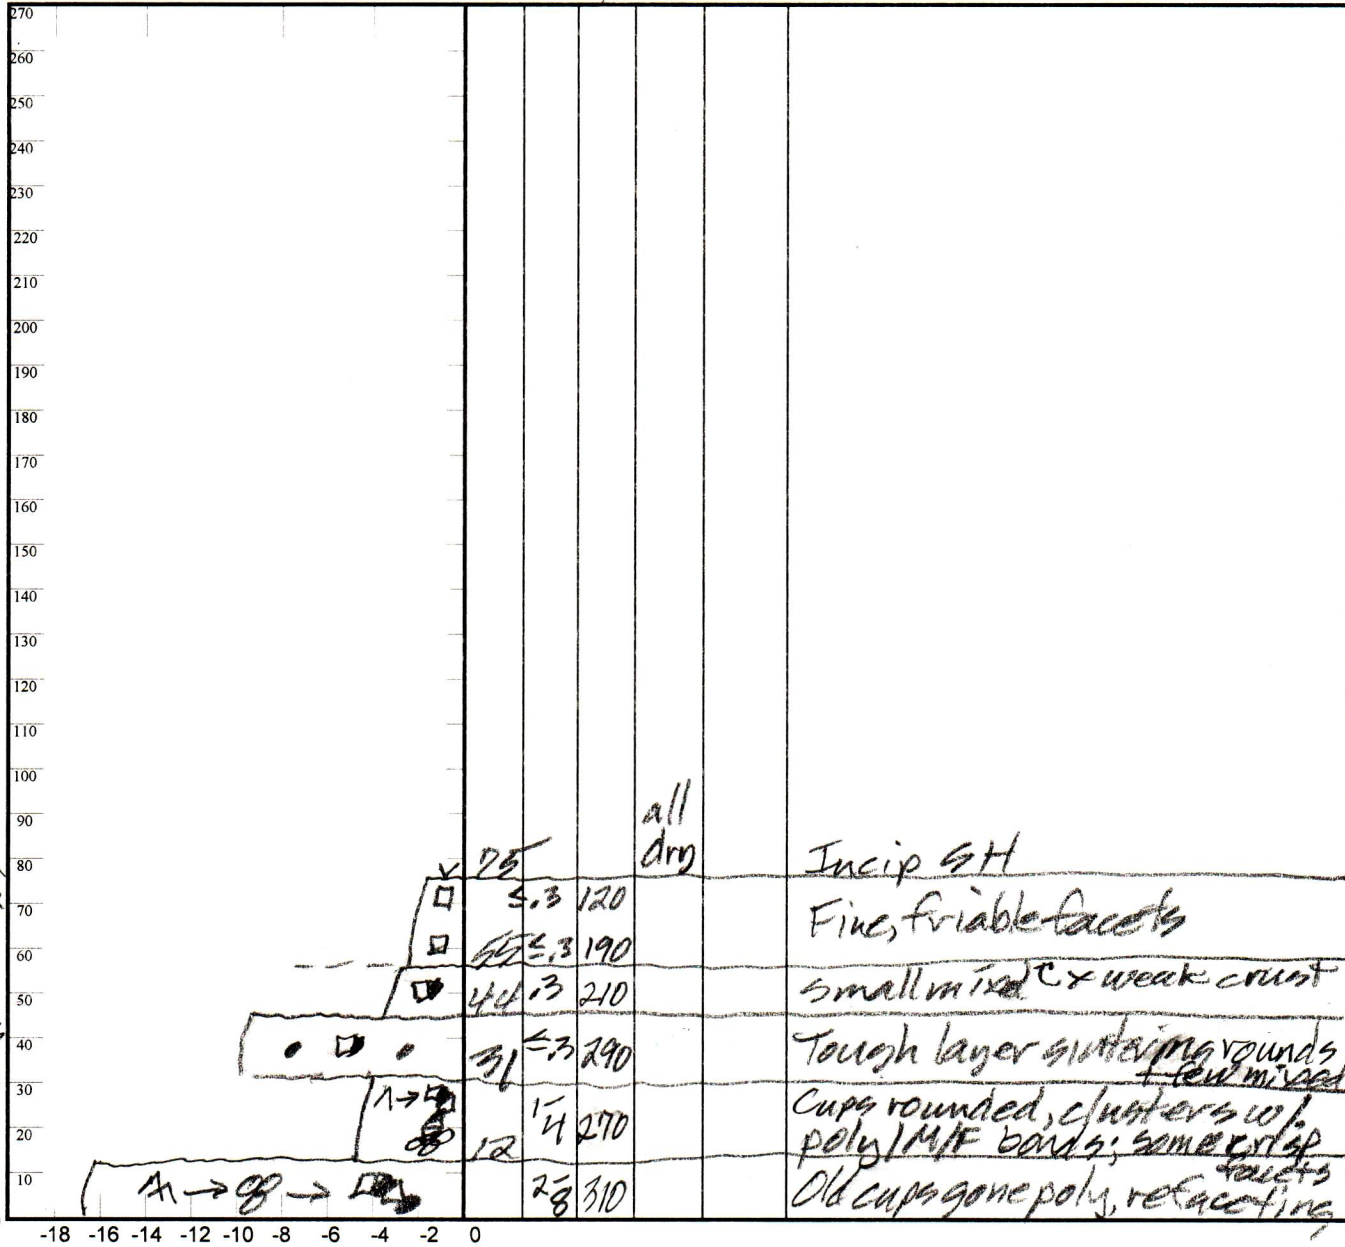 270
260
250
240
230
220
210
200
190
180
170
160
150
140
130
120
110
100
90 all
80 75 dry Incip SH
70 ≤.3 120 Fine, friable facets
60 55 ≤.3 190
50 44 .3 210 small mixed weak crust
40 31 ≤.3 290 Tough layer sintering rounds
+ few mixed
30 1- Cups rounded, clusters w/.
20 12 4 270 poly/M/F bonds; some crisp
facets
10 2-8 310 Old cups gone poly, refaceting
-18 -16 -14 -12 -10 -8 -6 -4 -2 0